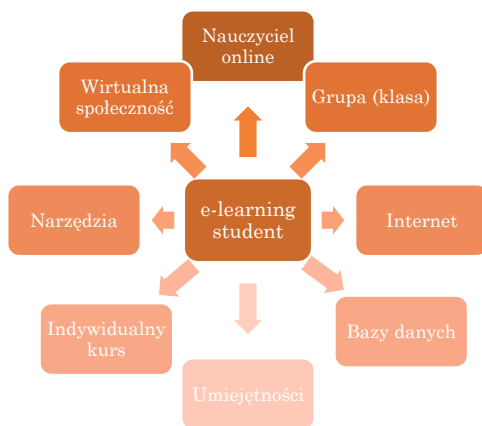 Nauczyciel
online
Wirtualna
społeczność
Grupa (klasa)
Narzędzia
e-learning
student
Internet
Indywidualny
kurs
Bazy danych
Umiejętności